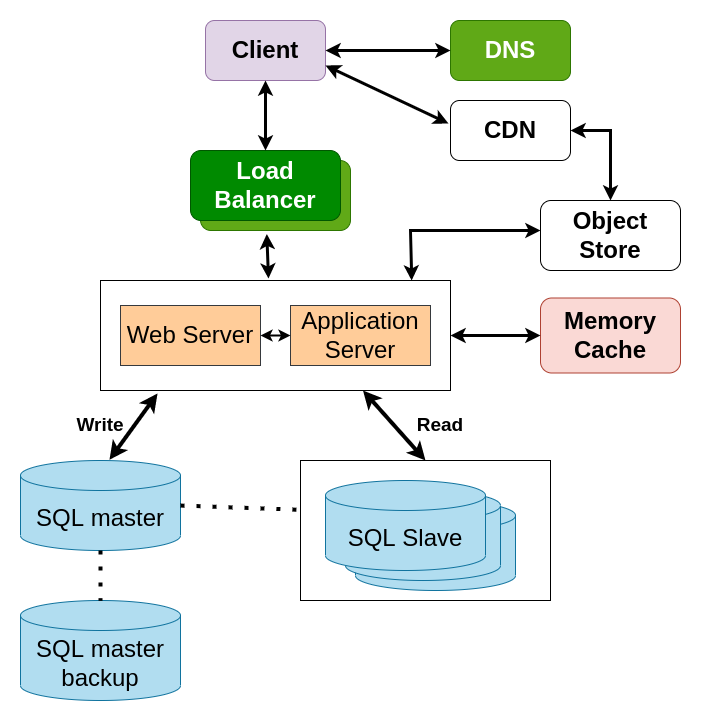 Client
DNS
CDN
Load
Balancer
Object
Store
Web Server
Application
Server
Memory
Cache
Write
Read
SQL master
SQL Slave
SQL master
backup